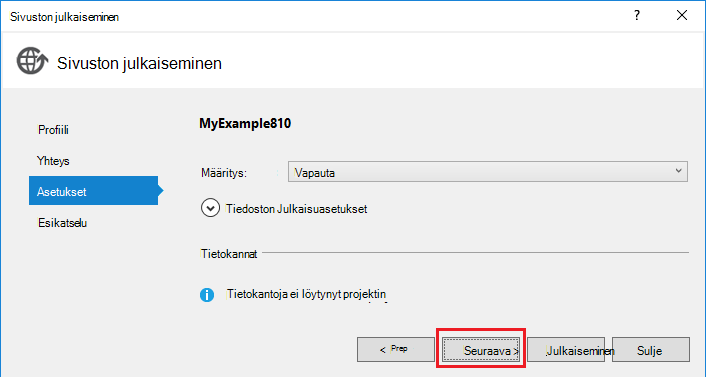 Sivuston julkaiseminen
?
Sivuston julkaiseminen
MyExample810
Profiili
Yhteys
Asetukset
Esikatselu
Määritys:
Vapauta
Tiedoston Julkaisuasetukset
Tietokannat
Tietokantoja ei löytynyt projektin
< Prep
Seuraava >
Julkaiseminen
Sulje